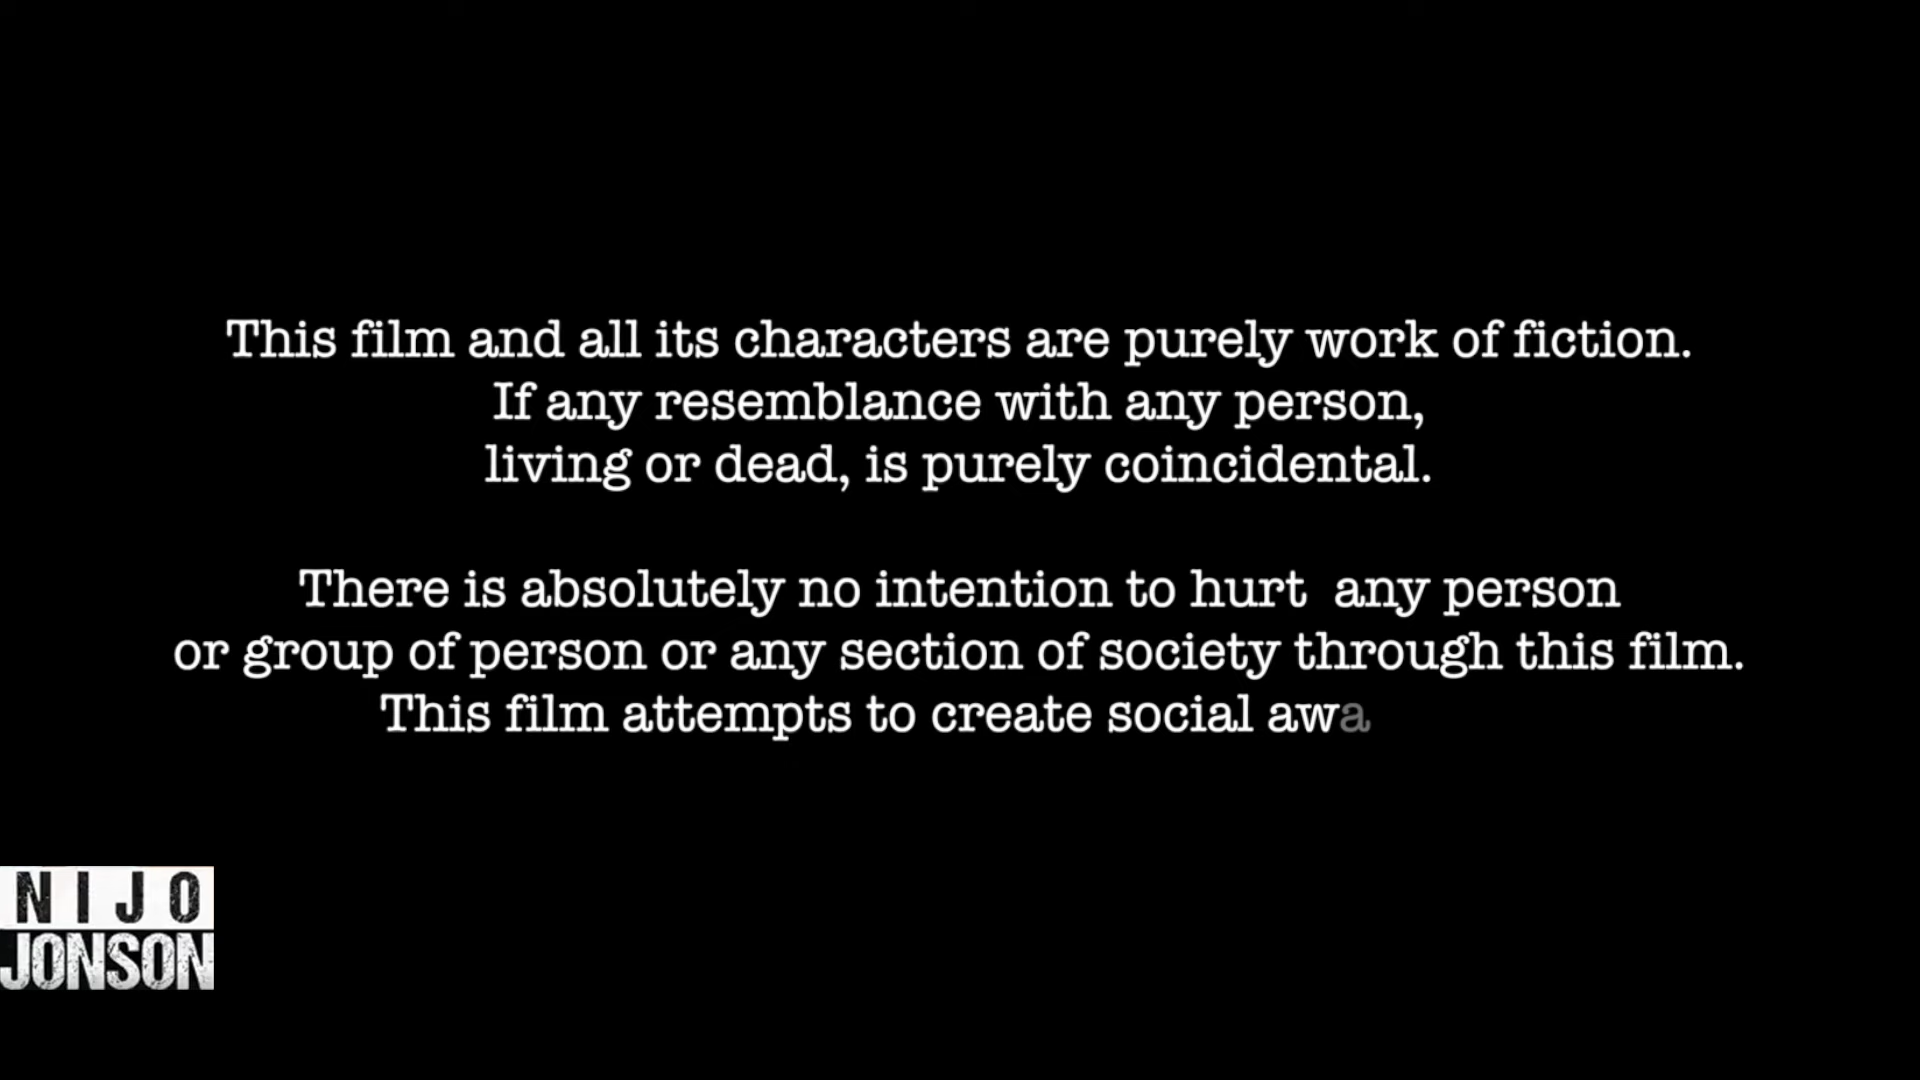 This film and all its characters are purely work of fiction.
If any resemblance with any person,
living or dead, is purely coincidental.
There is absolutely no intention to hurt any person
or group of person or any section of society through this film.
This film attempts to create social awa
NIJO
JONSON